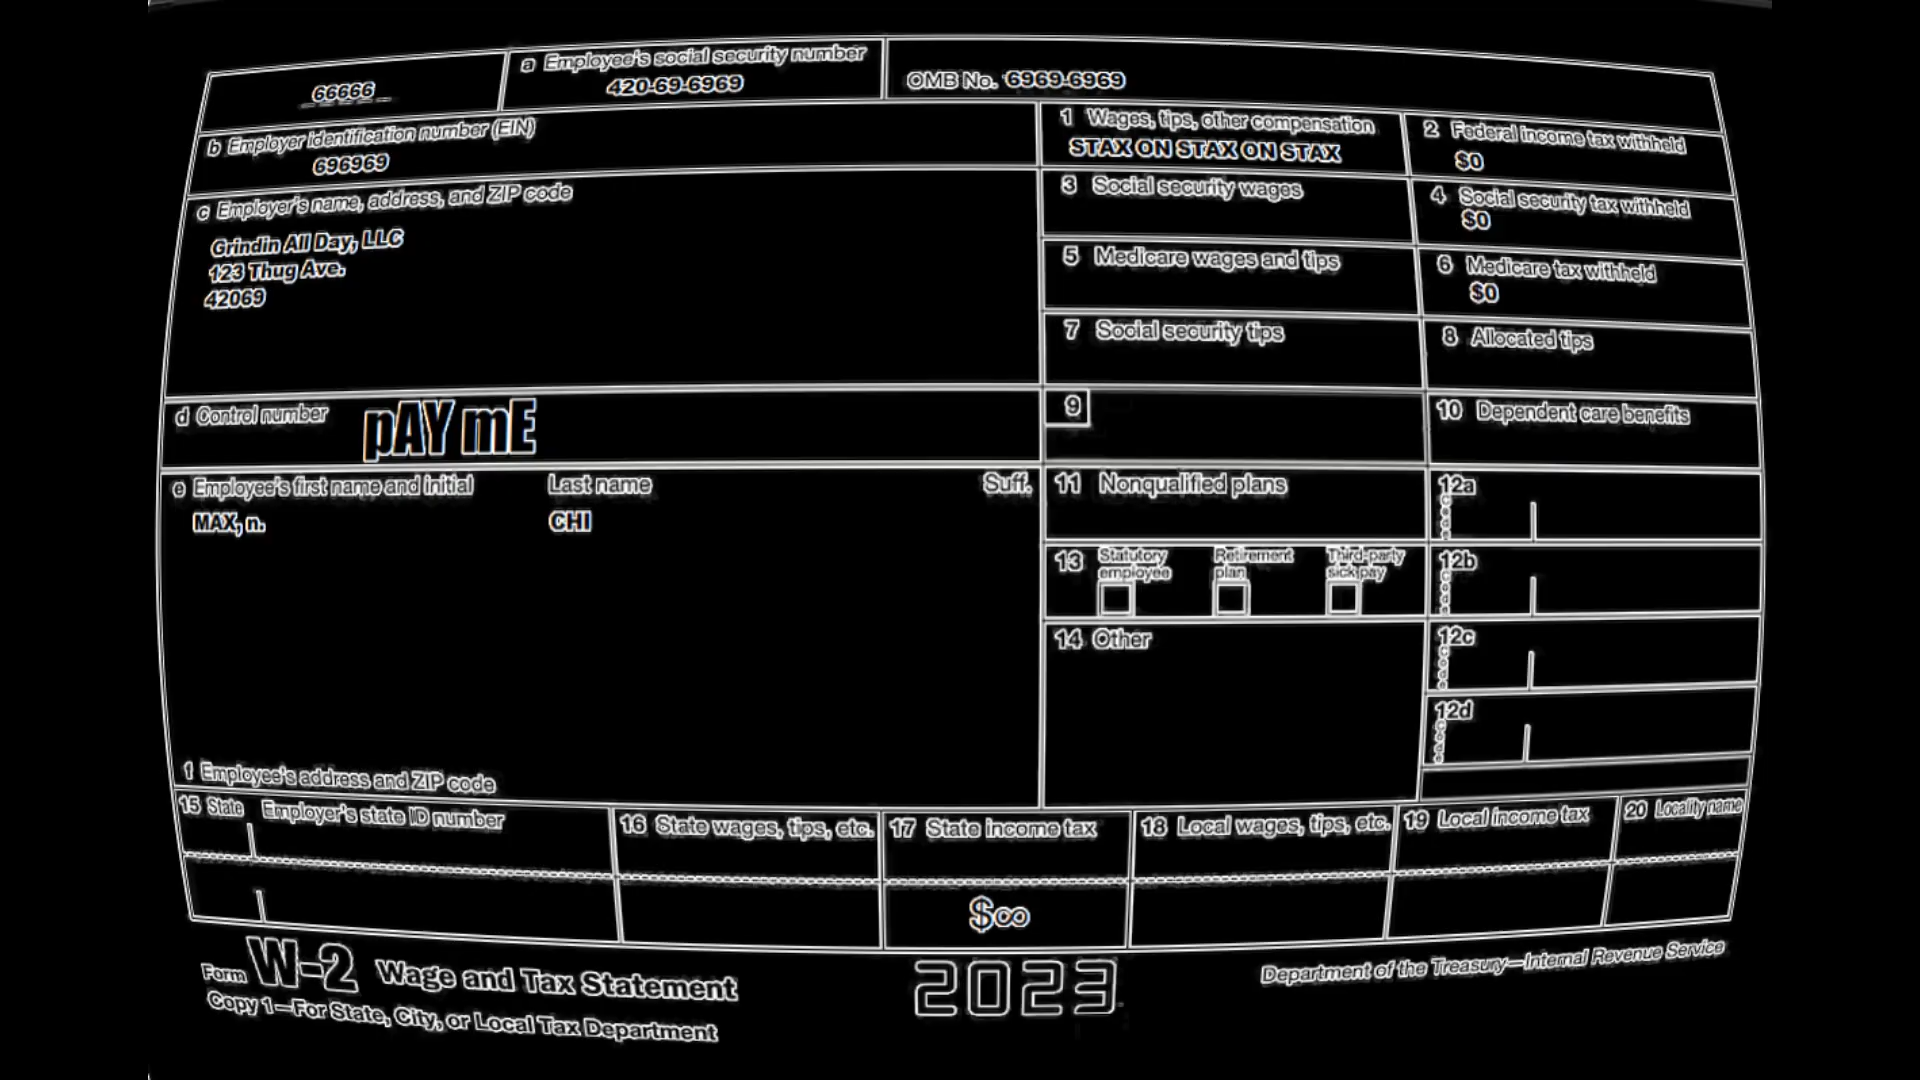 66666
a Employee's social security number
420-69-6969
OMB No. 6969-6969
b Employer identification number (EIN)
696969
1 Wages, tips, other compensation
STAX ON STAX ON STAX
2 Federal income tax withheld
$0
c Employer's name, address, and ZIP code
Grindin All Day, LLC
123 Thug Ave.
42069
3 Social security wages
4 Social security tax withheld
$0
5 Medicare wages and tips
6 Medicare tax withheld
$0
7 Social security tips
8 Allocated tips
d Control number
pAY mE
9
10 Dependent care benefits
e Employee's first name and initial
Last name
Suff.
MAX, n.
CHI
11 Nonqualified plans
12a
Code
13 Statutory employee
Retirement plan
Third-party sick pay
12b
Code
14 Other
12c
Code
12d
Code
f Employee's address and ZIP code
15 State
Employer's state ID number
16 State wages, tips, etc.
17 State income tax
18 Local wages, tips, etc.
19 Local income tax
20 Locality name
$∞
Form W-2 Wage and Tax Statement
2023
Department of the Treasury—Internal Revenue Service
Copy 1—For State, City, or Local Tax Department